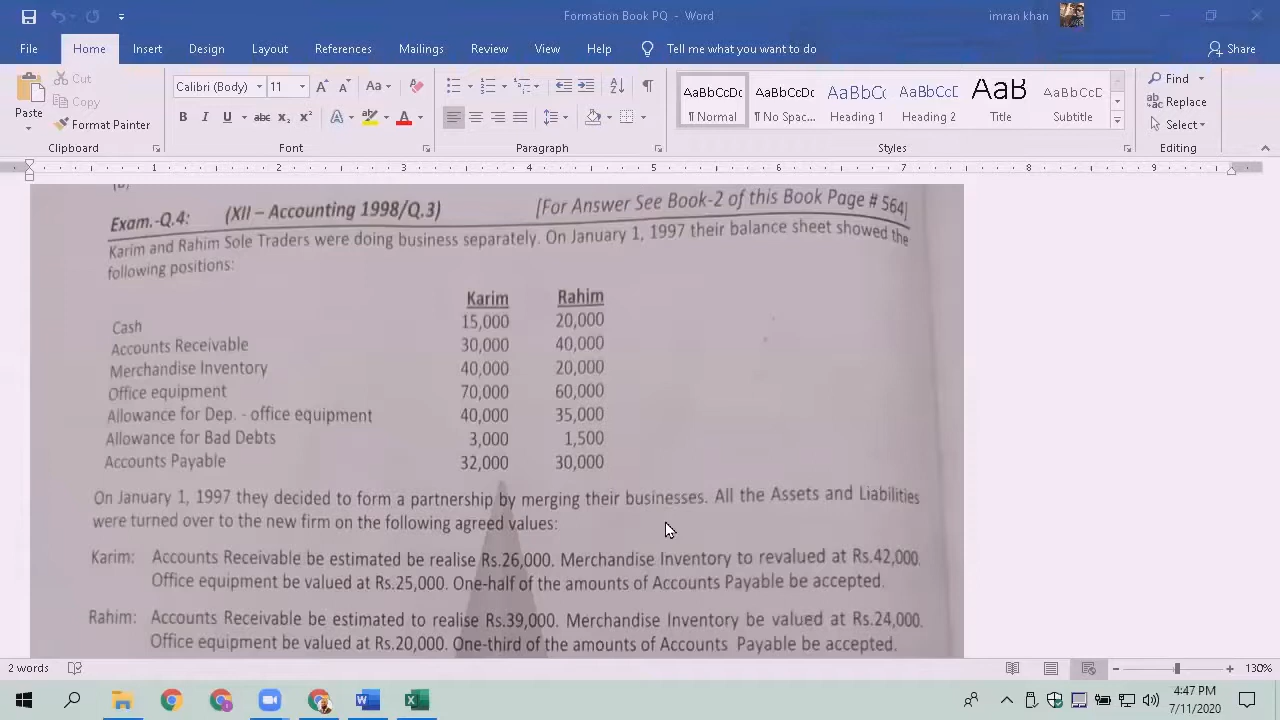 Formation Book PQ - Word
imran khan
File Home Insert Design Layout References Mailings Review View Help Tell me what you want to do Share
Paste
Cut
Copy
Format Painter
Clipboard
Calibri (Body) 11
Font
Paragraph
AaBbCcDc AaBbCcDc AaBbC AaBbCcD AaB AaBbCcD
¶ Normal ¶ No Spac... Heading 1 Heading 2 Title Subtitle
Styles
Find
Replace
Select
Editing
1 2 3 4 5 6 7 8 9
Exam.-Q.4: (XII – Accounting 1998/Q.3) [For Answer See Book-2 of this Book Page # 564]
Karim and Rahim Sole Traders were doing business separately. On January 1, 1997 their balance sheet showed the
following positions:
Karim Rahim
Cash 15,000 20,000
Accounts Receivable 30,000 40,000
Merchandise Inventory 40,000 20,000
Office equipment 70,000 60,000
Allowance for Dep. - office equipment 40,000 35,000
Allowance for Bad Debts 3,000 1,500
Accounts Payable 32,000 30,000
On January 1, 1997 they decided to form a partnership by merging their businesses. All the Assets and Liabilities
were turned over to the new firm on the following agreed values:
Karim: Accounts Receivable be estimated be realise Rs.26,000. Merchandise Inventory to revalued at Rs.42,000.
Office equipment be valued at Rs.25,000. One-half of the amounts of Accounts Payable be accepted.
Rahim: Accounts Receivable be estimated to realise Rs.39,000. Merchandise Inventory be valued at Rs.24,000.
Office equipment be valued at Rs.20,000. One-third of the amounts of Accounts Payable be accepted.
2 words
130%
4:47 PM
7/11/2020